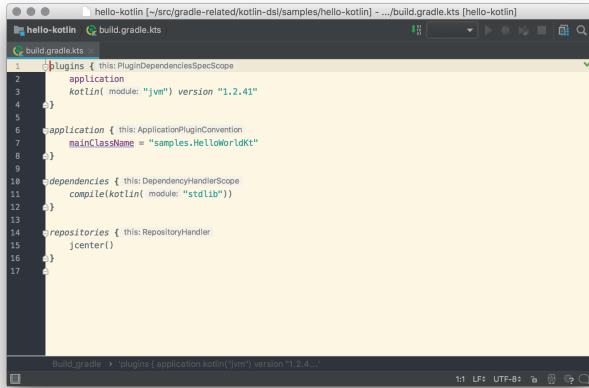 hello-kotlin [~/src/gradle-related/kotlin-dsl/samples/hello-kotlin] - .../build.gradle.kts [hello-kotlin]
hello-kotlin build.gradle.kts
build.gradle.kts
1 plugins { this: PluginDependenciesSpecScope
2 application
3 kotlin( module: "jvm") version "1.2.41"
4 }
5
6 application { this: ApplicationPluginConvention
7 mainClassName = "samples.HelloWorldKt"
8 }
9
10 dependencies { this: DependencyHandlerScope
11 compile(kotlin( module: "stdlib"))
12 }
13
14 repositories { this: RepositoryHandler
15 jcenter()
16 }
17
Build_gradle › 'plugins { application kotlin("jvm") version "1.2.4...'
1:1 LF÷ UTF-8÷